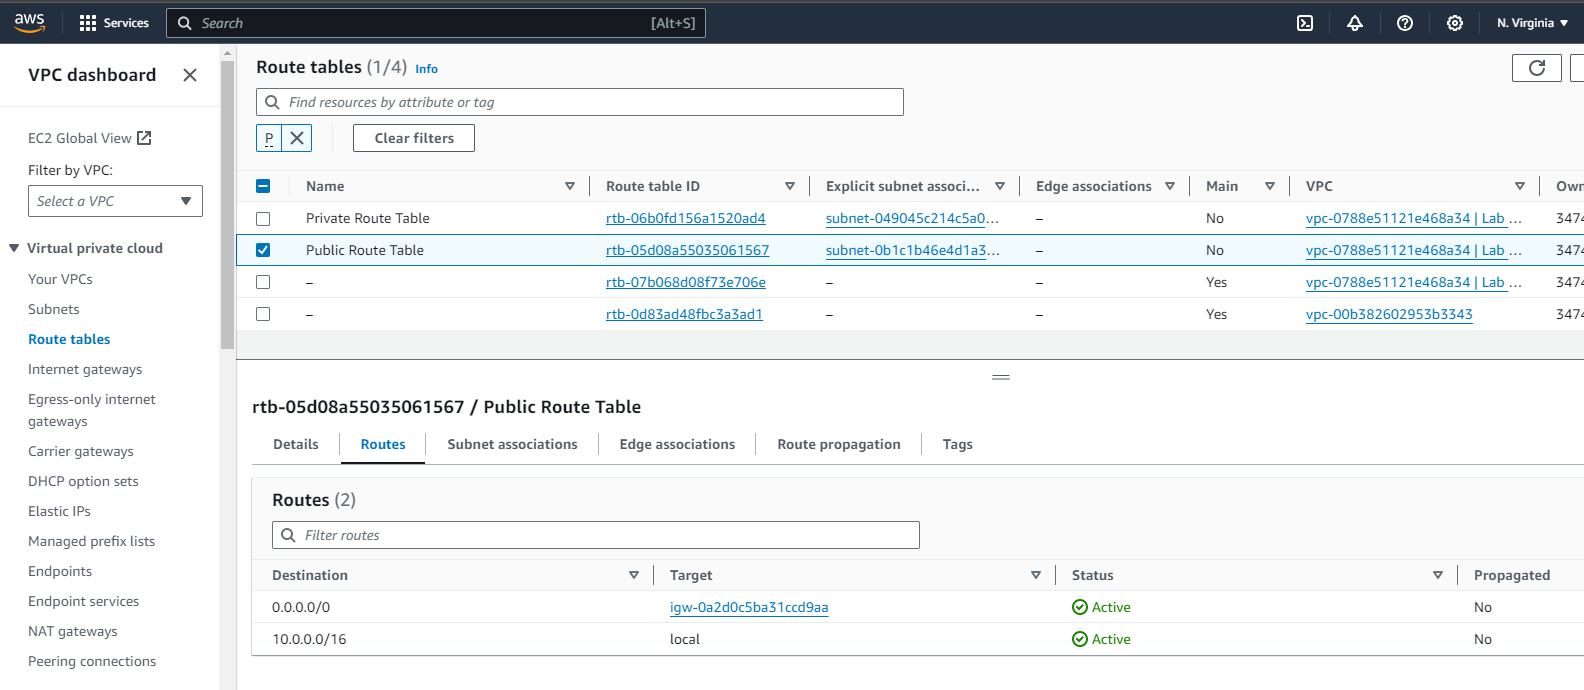 aws Services Search [Alt+S] N. Virginia
VPC dashboard
EC2 Global View
Filter by VPC:
Select a VPC
Virtual private cloud
Your VPCs
Subnets
Route tables
Internet gateways
Egress-only internet
gateways
Carrier gateways
DHCP option sets
Elastic IPs
Managed prefix lists
Endpoints
Endpoint services
NAT gateways
Peering connections
Route tables (1/4) Info
Find resources by attribute or tag
P Clear filters
Name Route table ID Explicit subnet associ... Edge associations Main VPC Own
Private Route Table rtb-06b0fd156a1520ad4 subnet-049045c214c5a0... – No vpc-0788e51121e468a34 | Lab ... 3474
Public Route Table rtb-05d08a55035061567 subnet-0b1c1b46e4d1a3... – No vpc-0788e51121e468a34 | Lab ... 3474
– rtb-07b068d08f73e706e – – Yes vpc-0788e51121e468a34 | Lab ... 3474
– rtb-0d83ad48fbc3a3ad1 – – Yes vpc-00b382602953b3343 3474
rtb-05d08a55035061567 / Public Route Table
Details Routes Subnet associations Edge associations Route propagation Tags
Routes (2)
Filter routes
Destination Target Status Propagated
0.0.0.0/0 igw-0a2d0c5ba31ccd9aa Active No
10.0.0.0/16 local Active No